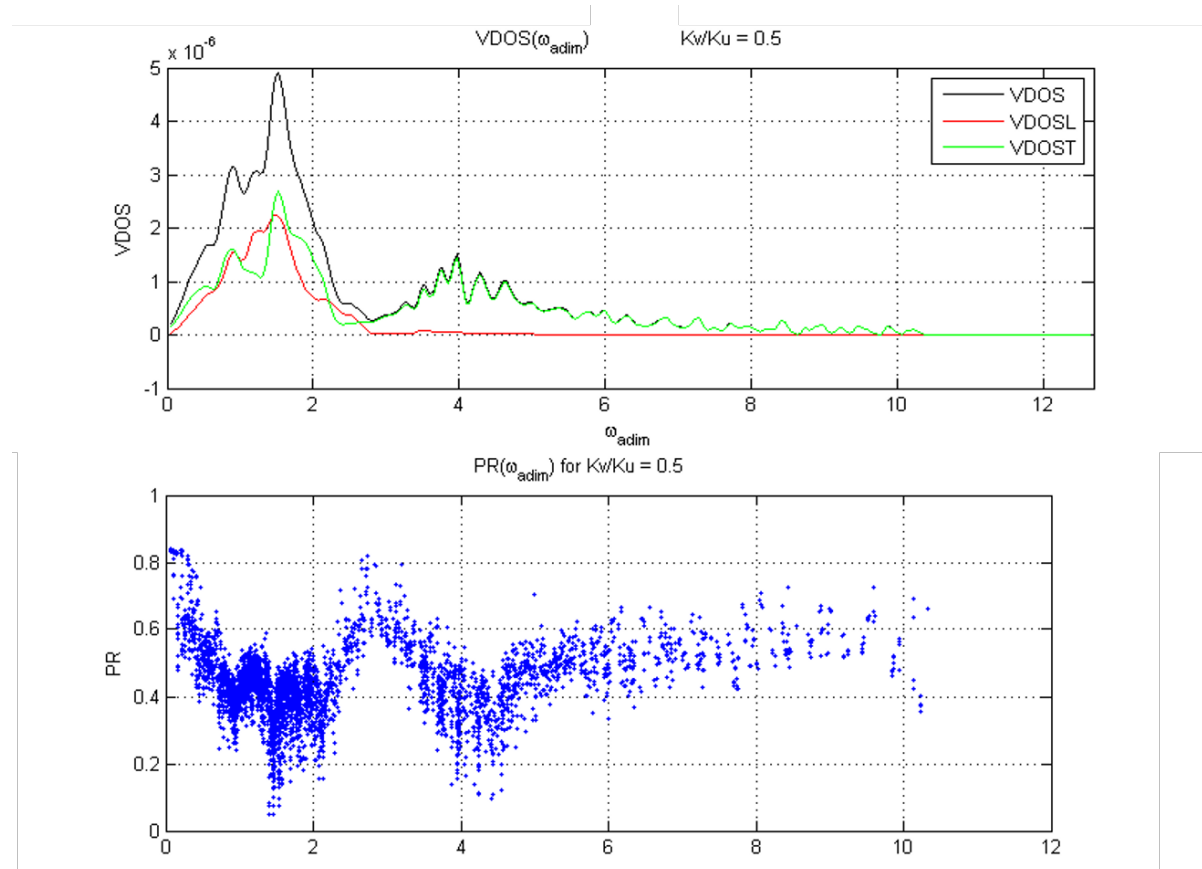 VDOS(ω_adim) Kv/Ku = 0.5
x 10^-6
5
4
3
2
1
0
-1
VDOS
VDOS
VDOSL
VDOST
0 2 4 6 8 10 12
ω_adim
PR(ω_adim) for Kv/Ku = 0.5
1
0.8
0.6
0.4
0.2
0
PR
0 2 4 6 8 10 12